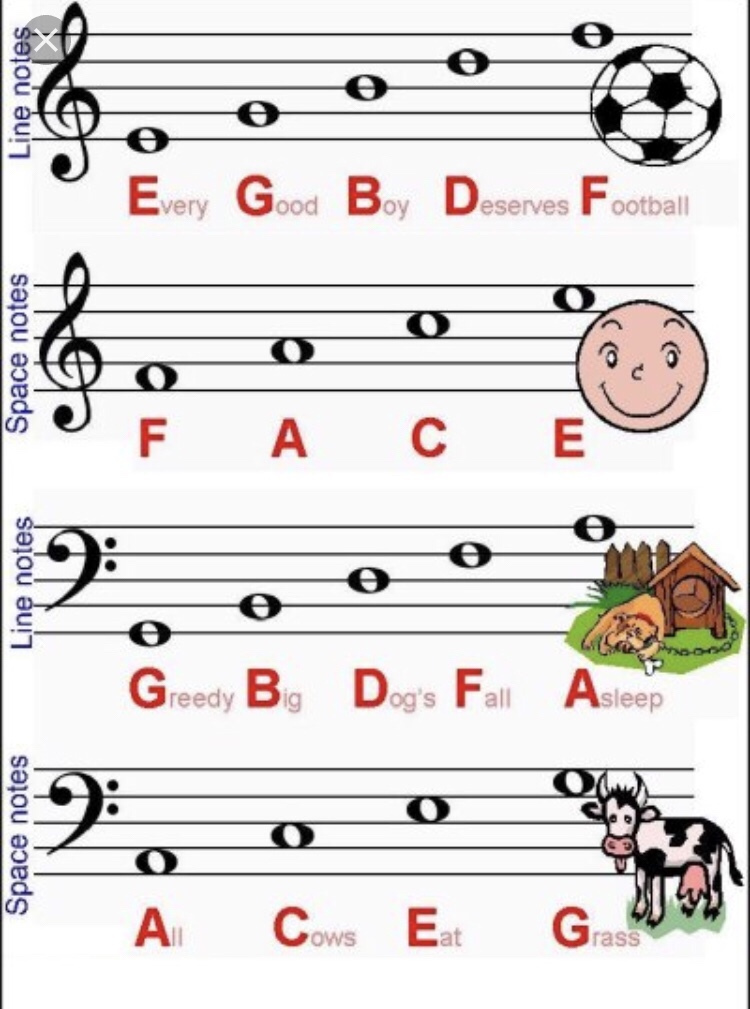 Line notes
Every Good Boy Deserves Football
Space notes
F A C E
Line notes
Greedy Big Dog's Fall Asleep
Space notes
All Cows Eat Grass